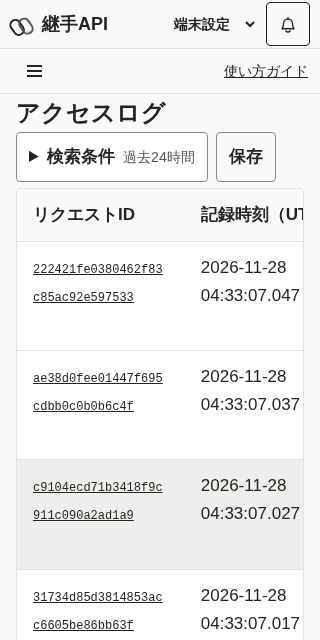 継手API 端末設定
使い方ガイド
アクセスログ
検索条件 過去24時間 保存
リクエストID 記録時刻（UT
222421fe0380462f83 2026-11-28
c85ac92e597533 04:33:07.047
ae38d0fee01447f695 2026-11-28
cdbb0c0b0b6c4f 04:33:07.037
c9104ecd71b3418f9c 2026-11-28
911c090a2ad1a9 04:33:07.027
31734d85d3814853ac 2026-11-28
c6605be86bb63f 04:33:07.017